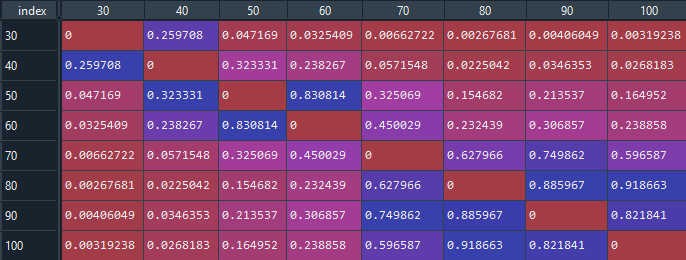 index 30 40 50 60 70 80 90 100
30 0 0.259708 0.047169 0.0325409 0.00662722 0.00267681 0.00406049 0.00319238
40 0.259708 0 0.323331 0.238267 0.0571548 0.0225042 0.0346353 0.0268183
50 0.047169 0.323331 0 0.830814 0.325069 0.154682 0.213537 0.164952
60 0.0325409 0.238267 0.830814 0 0.450029 0.232439 0.306857 0.238858
70 0.00662722 0.0571548 0.325069 0.450029 0 0.627966 0.749862 0.596587
80 0.00267681 0.0225042 0.154682 0.232439 0.627966 0 0.885967 0.918663
90 0.00406049 0.0346353 0.213537 0.306857 0.749862 0.885967 0 0.821841
100 0.00319238 0.0268183 0.164952 0.238858 0.596587 0.918663 0.821841 0